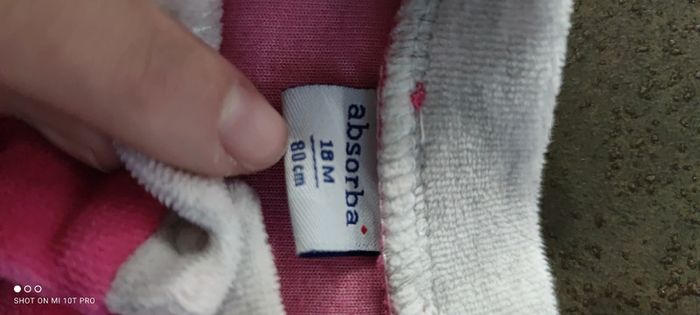 absorba
18 M
80 cm
SHOT ON MI 10T PRO